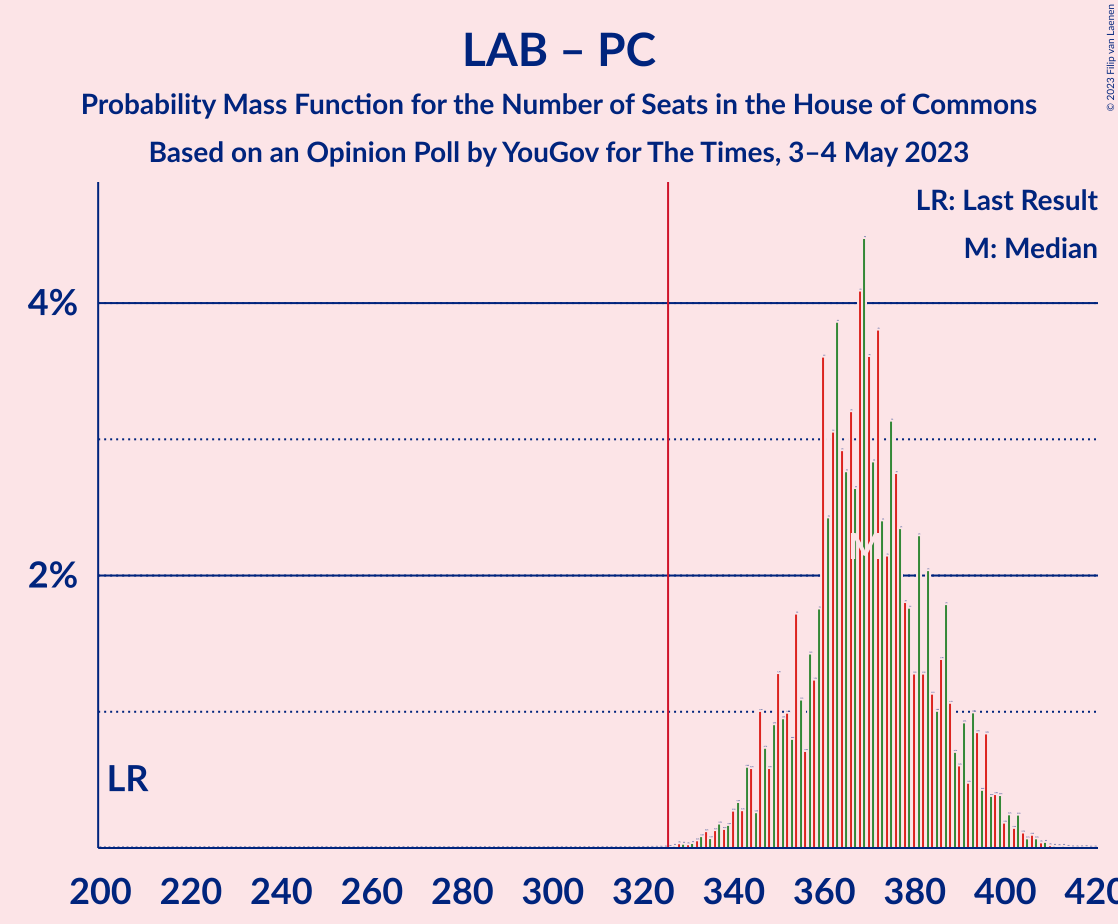 LAB – PC
Probability Mass Function for the Number of Seats in the House of Commons
Based on an Opinion Poll by YouGov for The Times, 3–4 May 2023
© 2023 Filip van Laenen
LR: Last Result
M: Median
4%
2%
LR
M
200 220 240 260 280 300 320 340 360 380 400 420